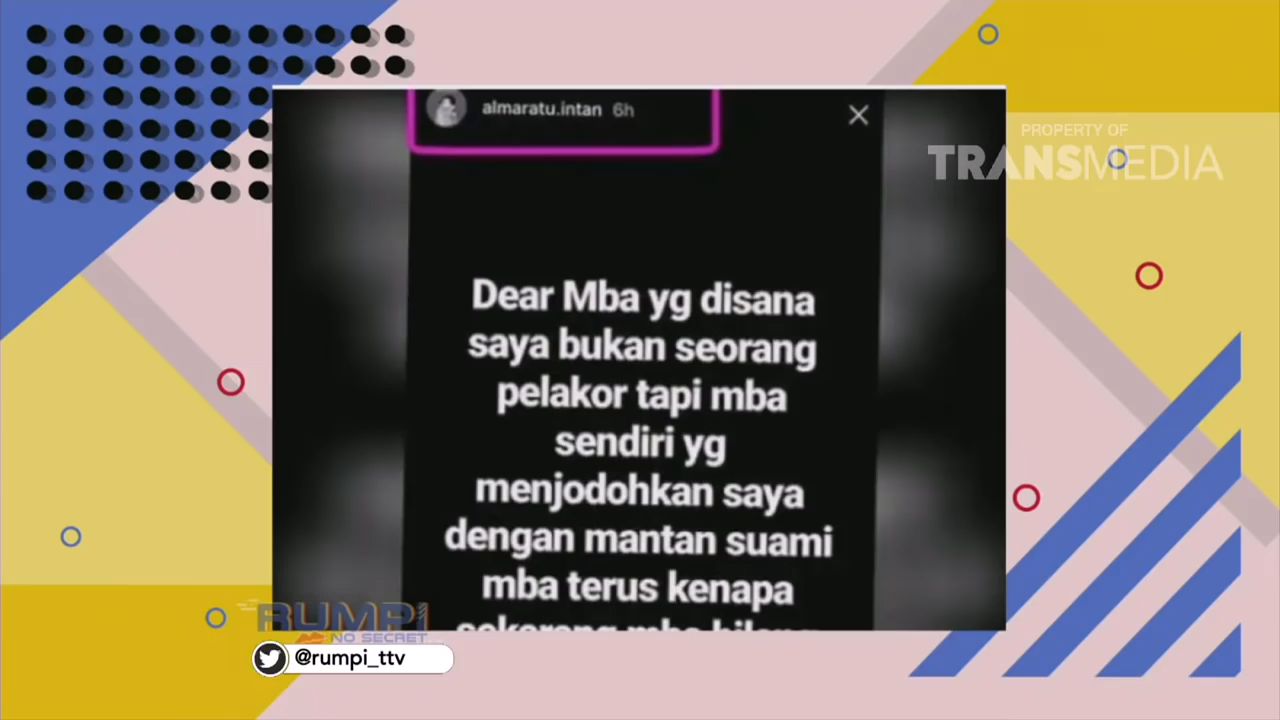 almaratu.intan 6h
PROPERTY OF
TRANSMEDIA
Dear Mba yg disana
saya bukan seorang
pelakor tapi mba
sendiri yg
menjodohkan saya
dengan mantan suami
mba terus kenapa
RUMPI
NO SECRET
@rumpi_ttv